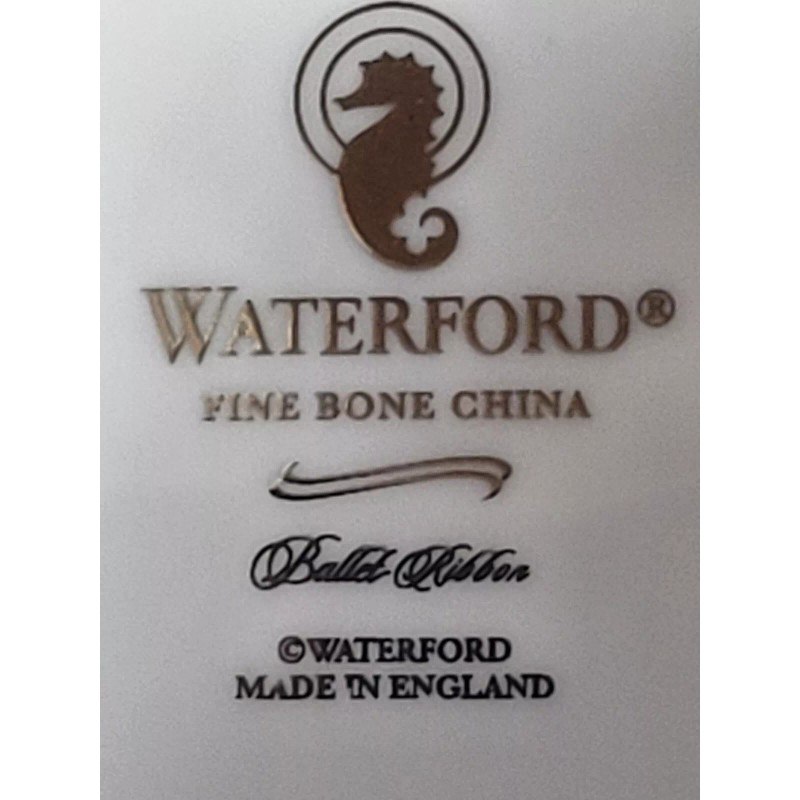 WATERFORD®
FINE BONE CHINA
Ballet Ribbon
©WATERFORD
MADE IN ENGLAND